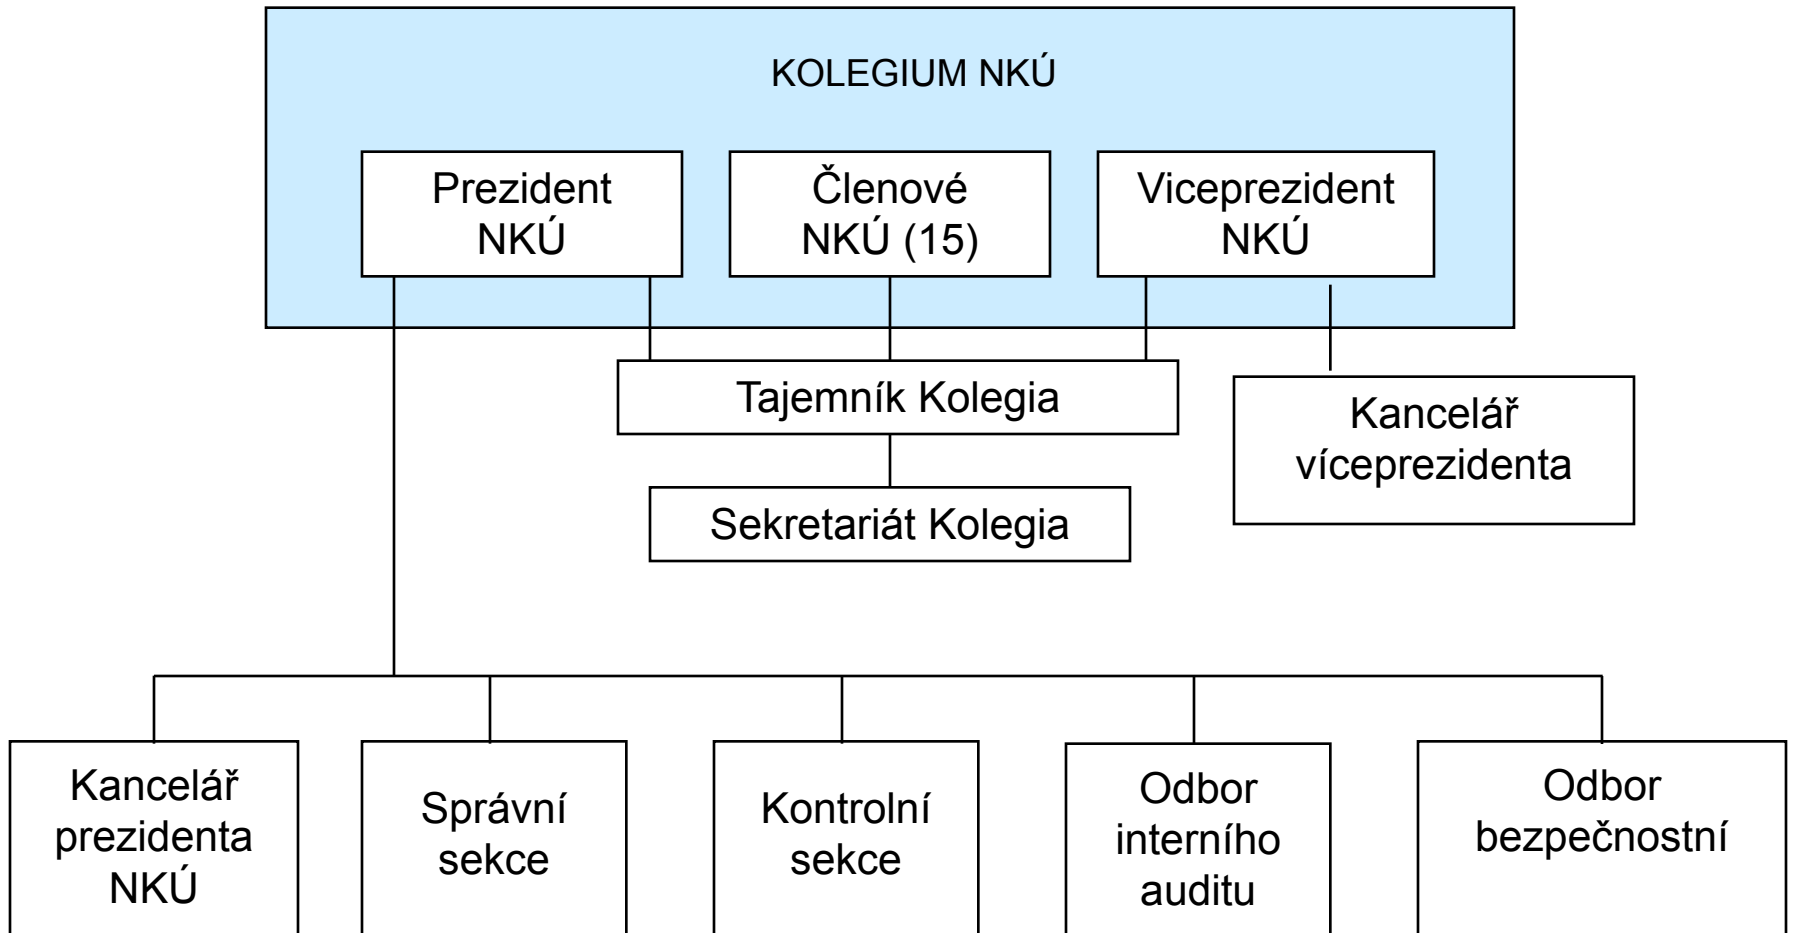 KOLEGIUM NKÚ
Prezident
NKÚ
Členové
NKÚ (15)
Viceprezident
NKÚ
Tajemník Kolegia
Kancelář
víceprezidenta
Sekretariát Kolegia
Kancelář
prezidenta
NKÚ
Správní
sekce
Kontrolní
sekce
Odbor
interního
auditu
Odbor
bezpečnostní